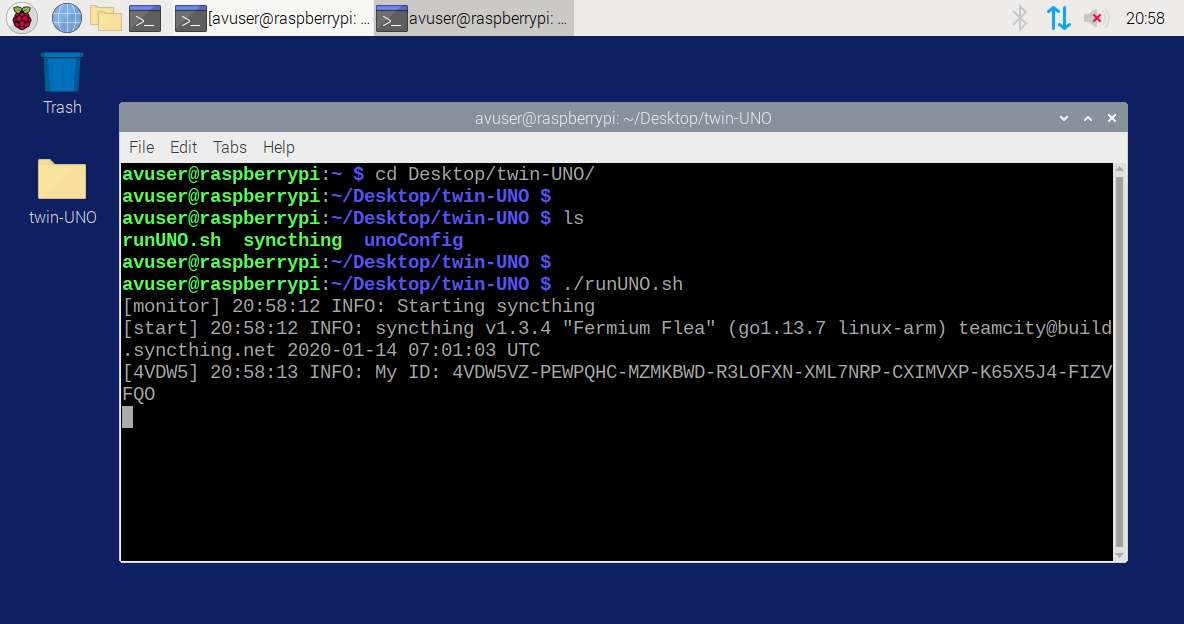 [avuser@raspberrypi: ...
avuser@raspberrypi: ...
20:58
Trash
twin-UNO
avuser@raspberrypi: ~/Desktop/twin-UNO
File Edit Tabs Help
avuser@raspberrypi:~ $ cd Desktop/twin-UNO/
avuser@raspberrypi:~/Desktop/twin-UNO $
avuser@raspberrypi:~/Desktop/twin-UNO $ ls
runUNO.sh  syncthing  unoConfig
avuser@raspberrypi:~/Desktop/twin-UNO $
avuser@raspberrypi:~/Desktop/twin-UNO $ ./runUNO.sh
[monitor] 20:58:12 INFO: Starting syncthing
[start] 20:58:12 INFO: syncthing v1.3.4 "Fermium Flea" (go1.13.7 linux-arm) teamcity@build
.syncthing.net 2020-01-14 07:01:03 UTC
[4VDW5] 20:58:13 INFO: My ID: 4VDW5VZ-PEWPQHC-MZMKBWD-R3LOFXN-XML7NRP-CXIMVXP-K65X5J4-FIZV
FQO